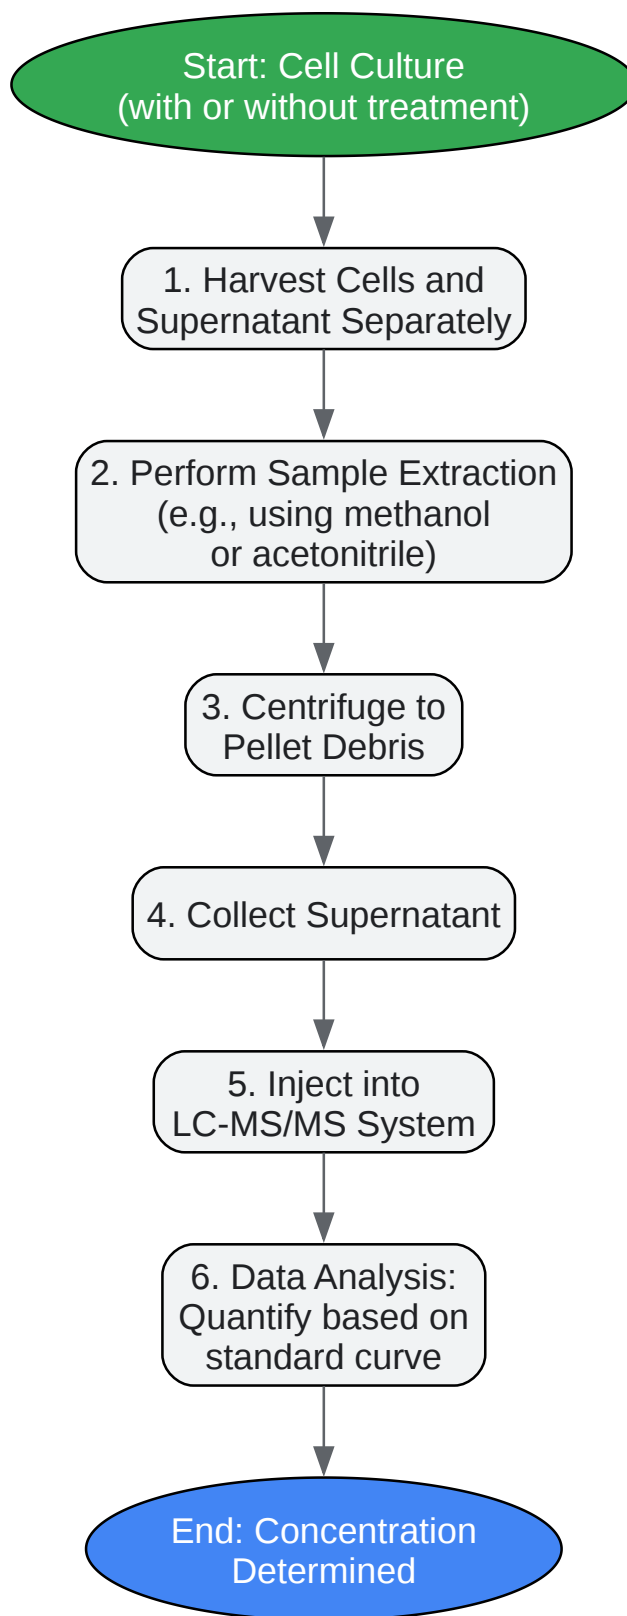 Start: Cell Culture
(with or without treatment)
1. Harvest Cells and
Supernatant Separately
2. Perform Sample Extraction
(e.g., using methanol
or acetonitrile)
3. Centrifuge to
Pellet Debris
4. Collect Supernatant
5. Inject into
LC-MS/MS System
6. Data Analysis:
Quantify based on
standard curve
End: Concentration
Determined